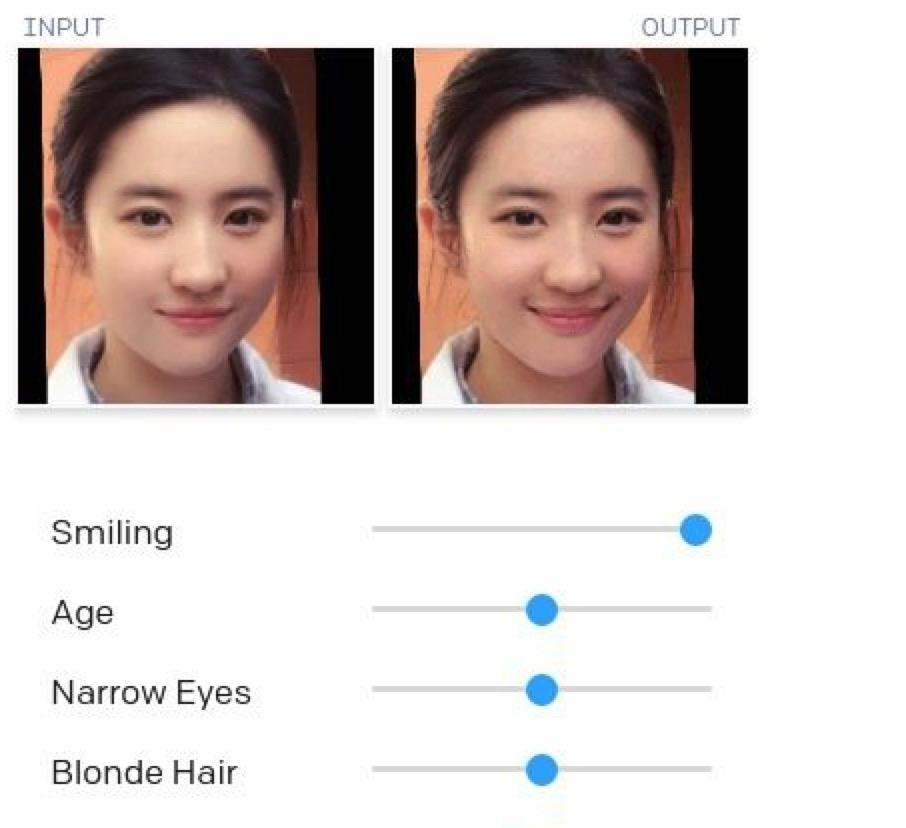 INPUT OUTPUT
Smiling
Age
Narrow Eyes
Blonde Hair